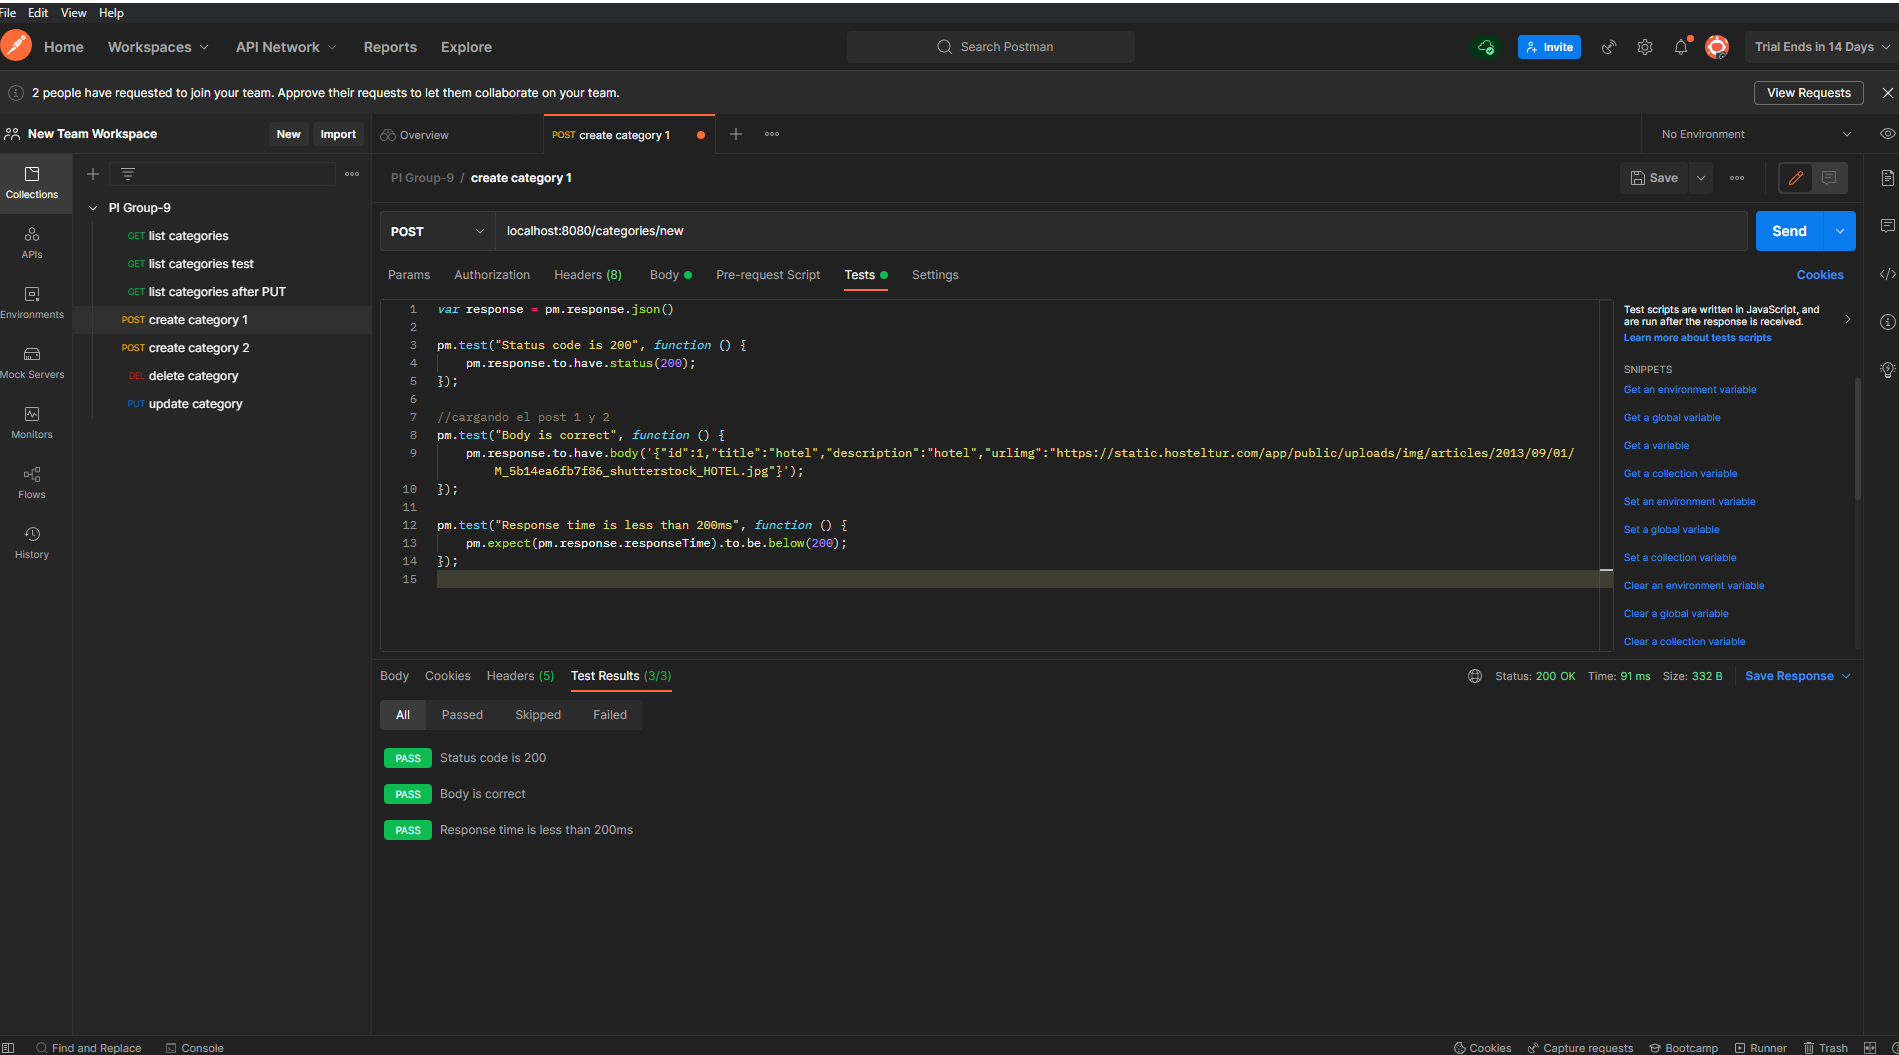 File Edit View Help
Home Workspaces API Network Reports Explore Search Postman Invite Trial Ends in 14 Days
2 people have requested to join your team. Approve their requests to let them collaborate on your team. View Requests
New Team Workspace New Import Overview POST create category 1 No Environment
Collections
APIs
Environments
Mock Servers
Monitors
Flows
History
PI Group-9
GET list categories
GET list categories test
GET list categories after PUT
POST create category 1
POST create category 2
DEL delete category
PUT update category
PI Group-9 / create category 1 Save
POST localhost:8080/categories/new Send
Params Authorization Headers (8) Body Pre-request Script Tests Settings Cookies
1 var response = pm.response.json()
2
3 pm.test("Status code is 200", function () {
4 pm.response.to.have.status(200);
5 });
6
7 //cargando el post 1 y 2
8 pm.test("Body is correct", function () {
9 pm.response.to.have.body('{"id":1,"title":"hotel","description":"hotel","urlimg":"https://static.hosteltur.com/app/public/uploads/img/articles/2013/09/01/
M_5b14ea6fb7f86_shutterstock_HOTEL.jpg"}');
10 });
11
12 pm.test("Response time is less than 200ms", function () {
13 pm.expect(pm.response.responseTime).to.be.below(200);
14 });
15
Test scripts are written in JavaScript, and
are run after the response is received.
Learn more about tests scripts
SNIPPETS
Get an environment variable
Get a global variable
Get a variable
Get a collection variable
Set an environment variable
Set a global variable
Set a collection variable
Clear an environment variable
Clear a global variable
Clear a collection variable
Body Cookies Headers (5) Test Results (3/3) Status: 200 OK Time: 91 ms Size: 332 B Save Response
All Passed Skipped Failed
PASS Status code is 200
PASS Body is correct
PASS Response time is less than 200ms
Find and Replace Console Cookies Capture requests Bootcamp Runner Trash